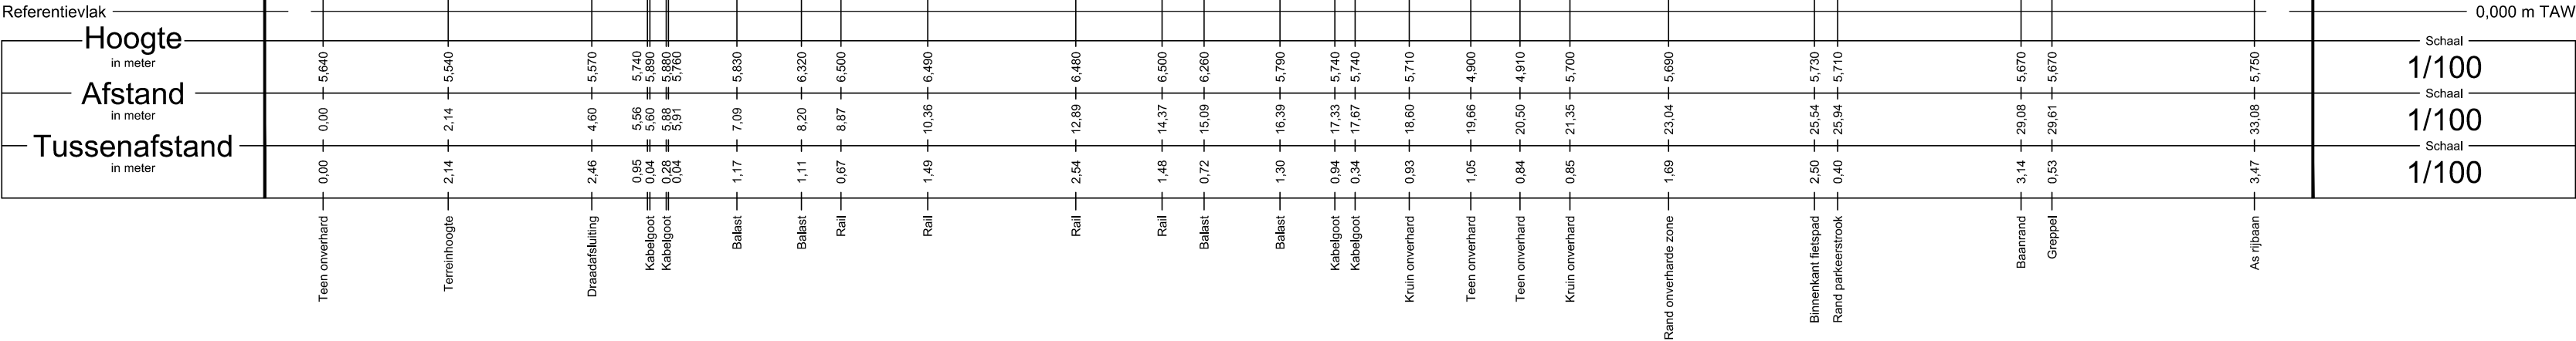 Referentievlak
0,000 m TAW
Hoogte
in meter
5,640 5,540 5,570 5,740 5,890 5,880 5,760 5,830 6,320 6,500 6,490 6,480 6,500 6,260 5,790 5,740 5,740 5,710 4,900 4,910 5,700 5,690 5,730 5,710 5,670 5,670 5,750
Schaal
1/100
Afstand
in meter
0,00 2,14 4,60 5,56 5,60 5,88 5,91 7,09 8,20 8,87 10,36 12,89 14,37 15,09 16,39 17,33 17,67 18,60 19,66 20,50 21,35 23,04 25,54 25,94 29,08 29,61 33,08
Schaal
1/100
Tussenafstand
in meter
0,00 2,14 2,46 0,95 0,04 0,28 0,04 1,17 1,11 0,67 1,49 2,54 1,48 0,72 1,30 0,94 0,34 0,93 1,05 0,84 0,85 1,69 2,50 0,40 3,14 0,53 3,47
Schaal
1/100
Teen onverhard
Terreinhoogte
Draadafsluiting
Kabelgoot
Kabelgoot
Balast
Balast
Rail
Rail
Rail
Rail
Balast
Balast
Kabelgoot
Kabelgoot
Kruin onverhard
Teen onverhard
Teen onverhard
Kruin onverhard
Rand onverharde zone
Binnenkant fietspad
Rand parkeerstrook
Baanrand
Greppel
As rijbaan